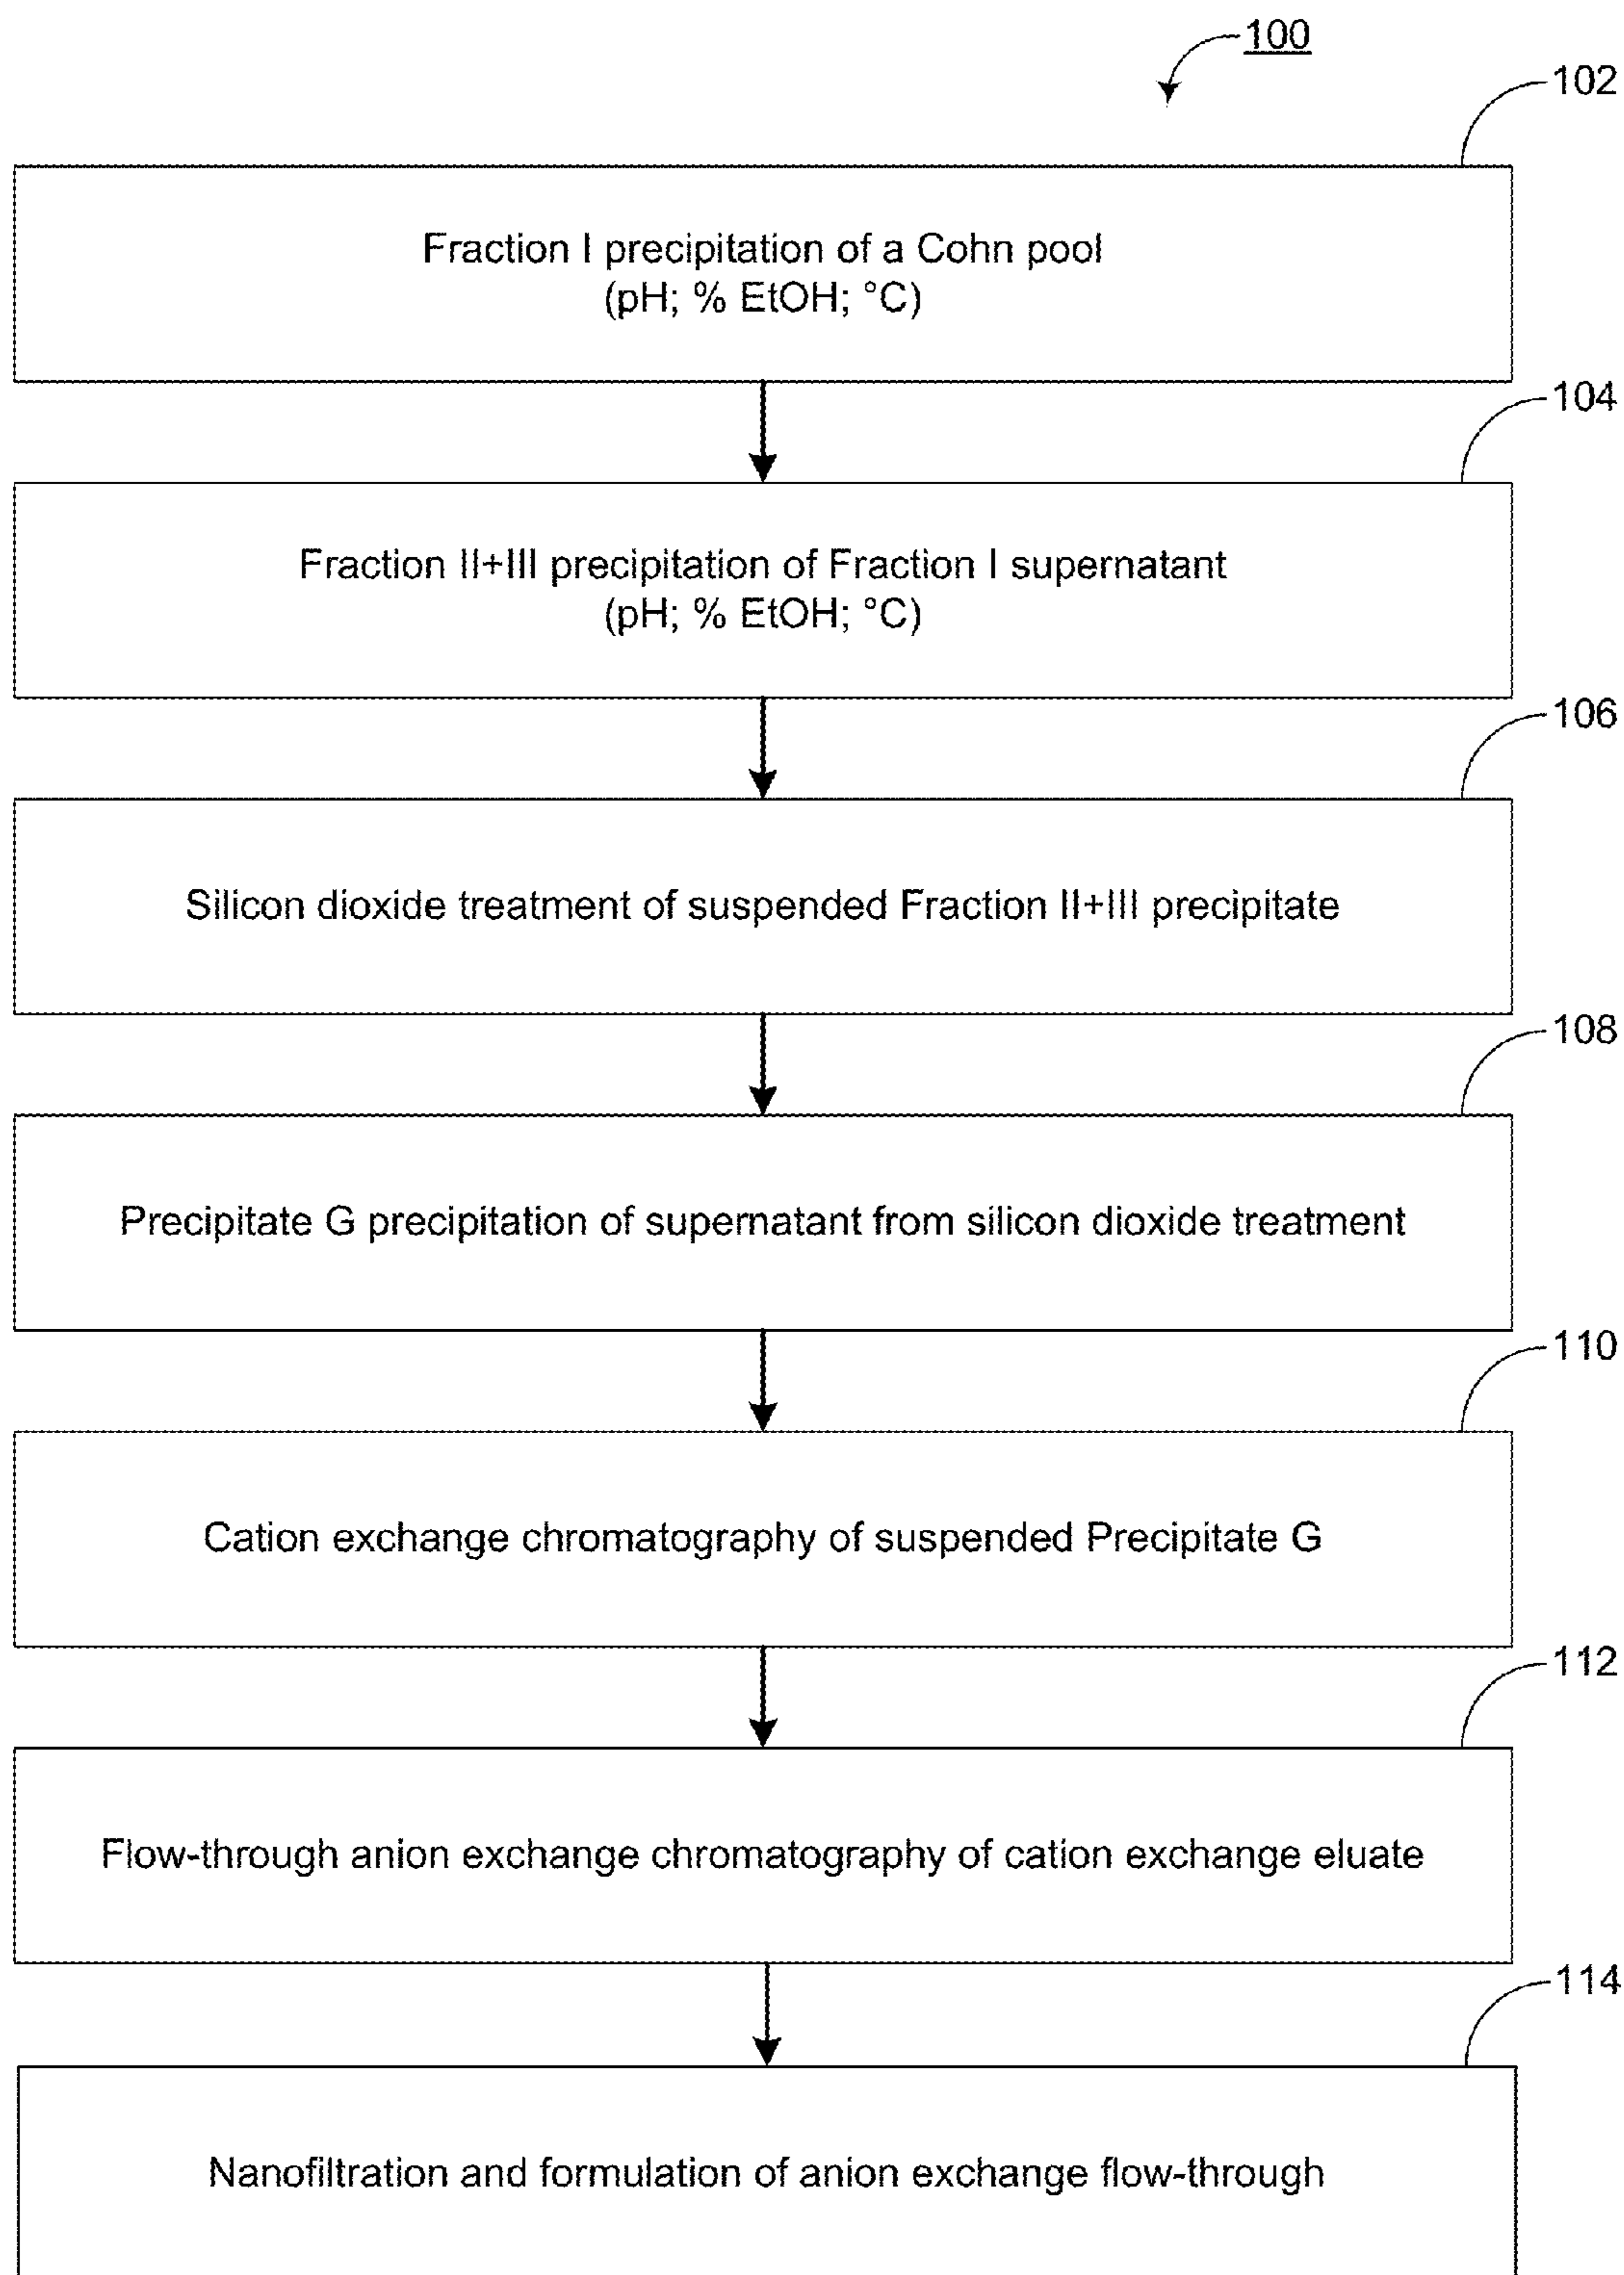 100
102
Fraction I precipitation of a Cohn pool
(pH; % EtOH; °C)
104
Fraction II+III precipitation of Fraction I supernatant
(pH; % EtOH; °C)
106
Silicon dioxide treatment of suspended Fraction II+III precipitate
108
Precipitate G precipitation of supernatant from silicon dioxide treatment
110
Cation exchange chromatography of suspended Precipitate G
112
Flow-through anion exchange chromatography of cation exchange eluate
114
Nanofiltration and formulation of anion exchange flow-through